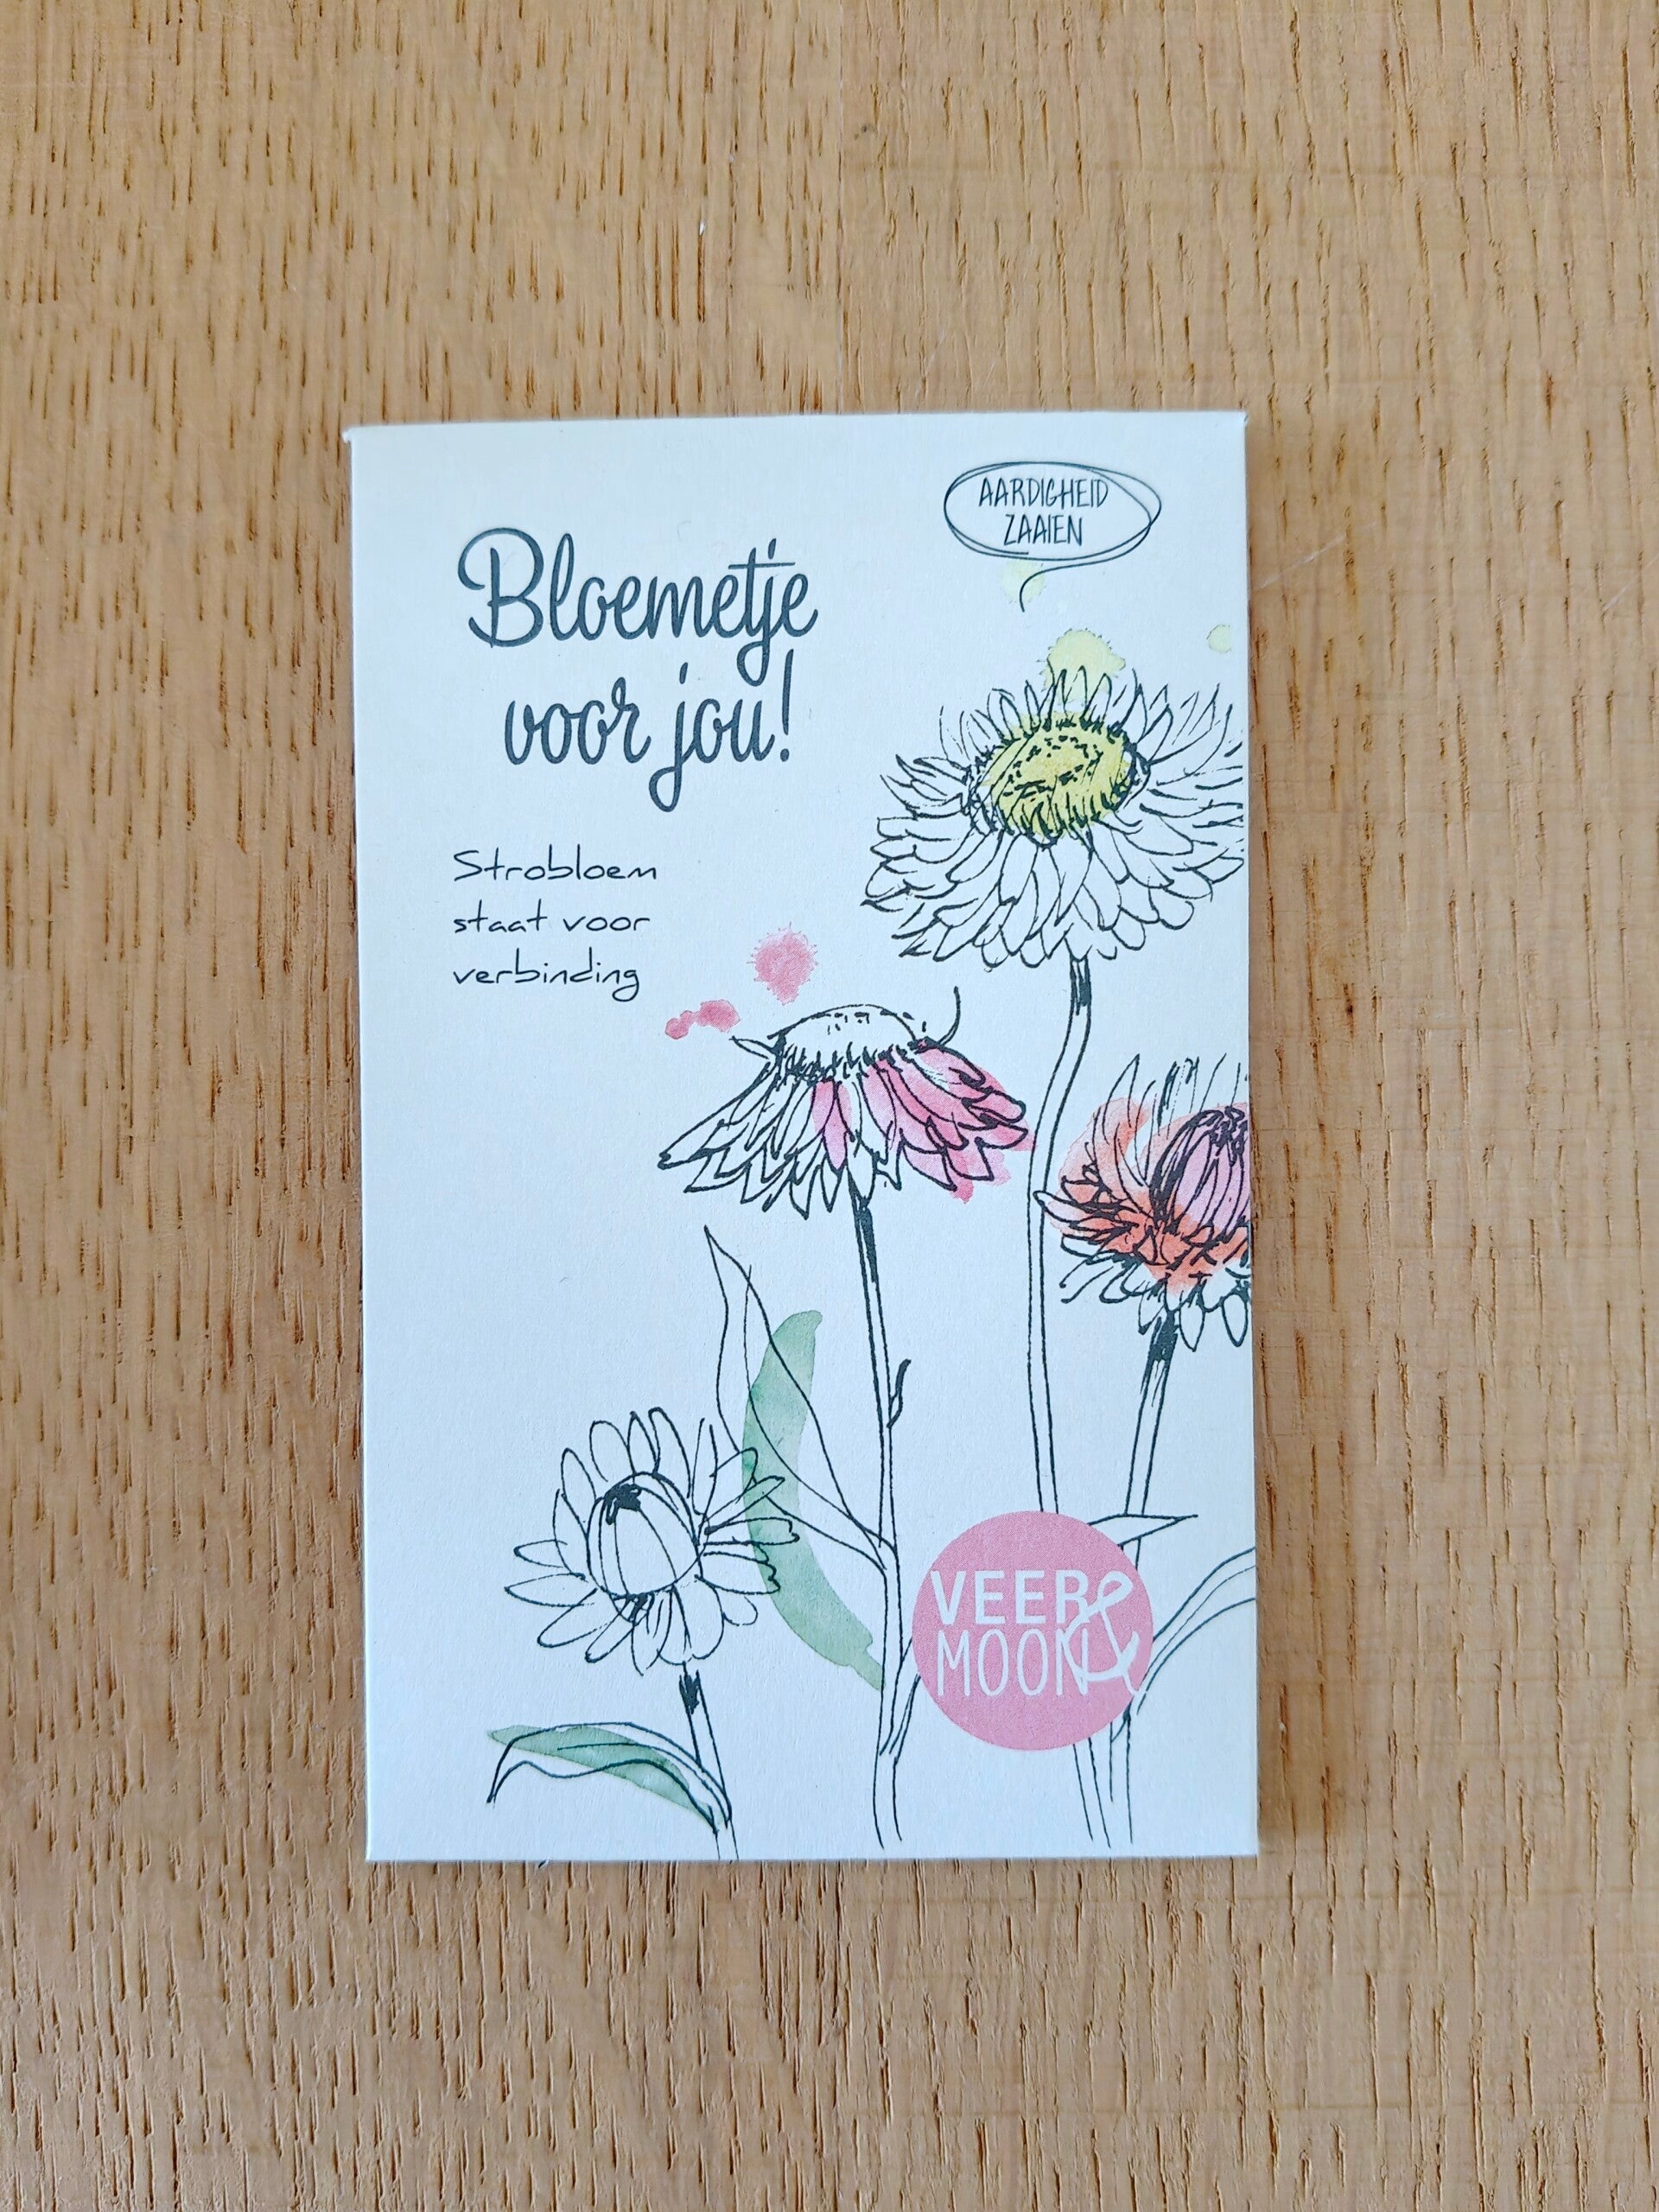 AARDIGHEID
ZAAIEN
Bloemetje
voor jou!
Strobloem
staat voor
verbinding
VEER &
MOON